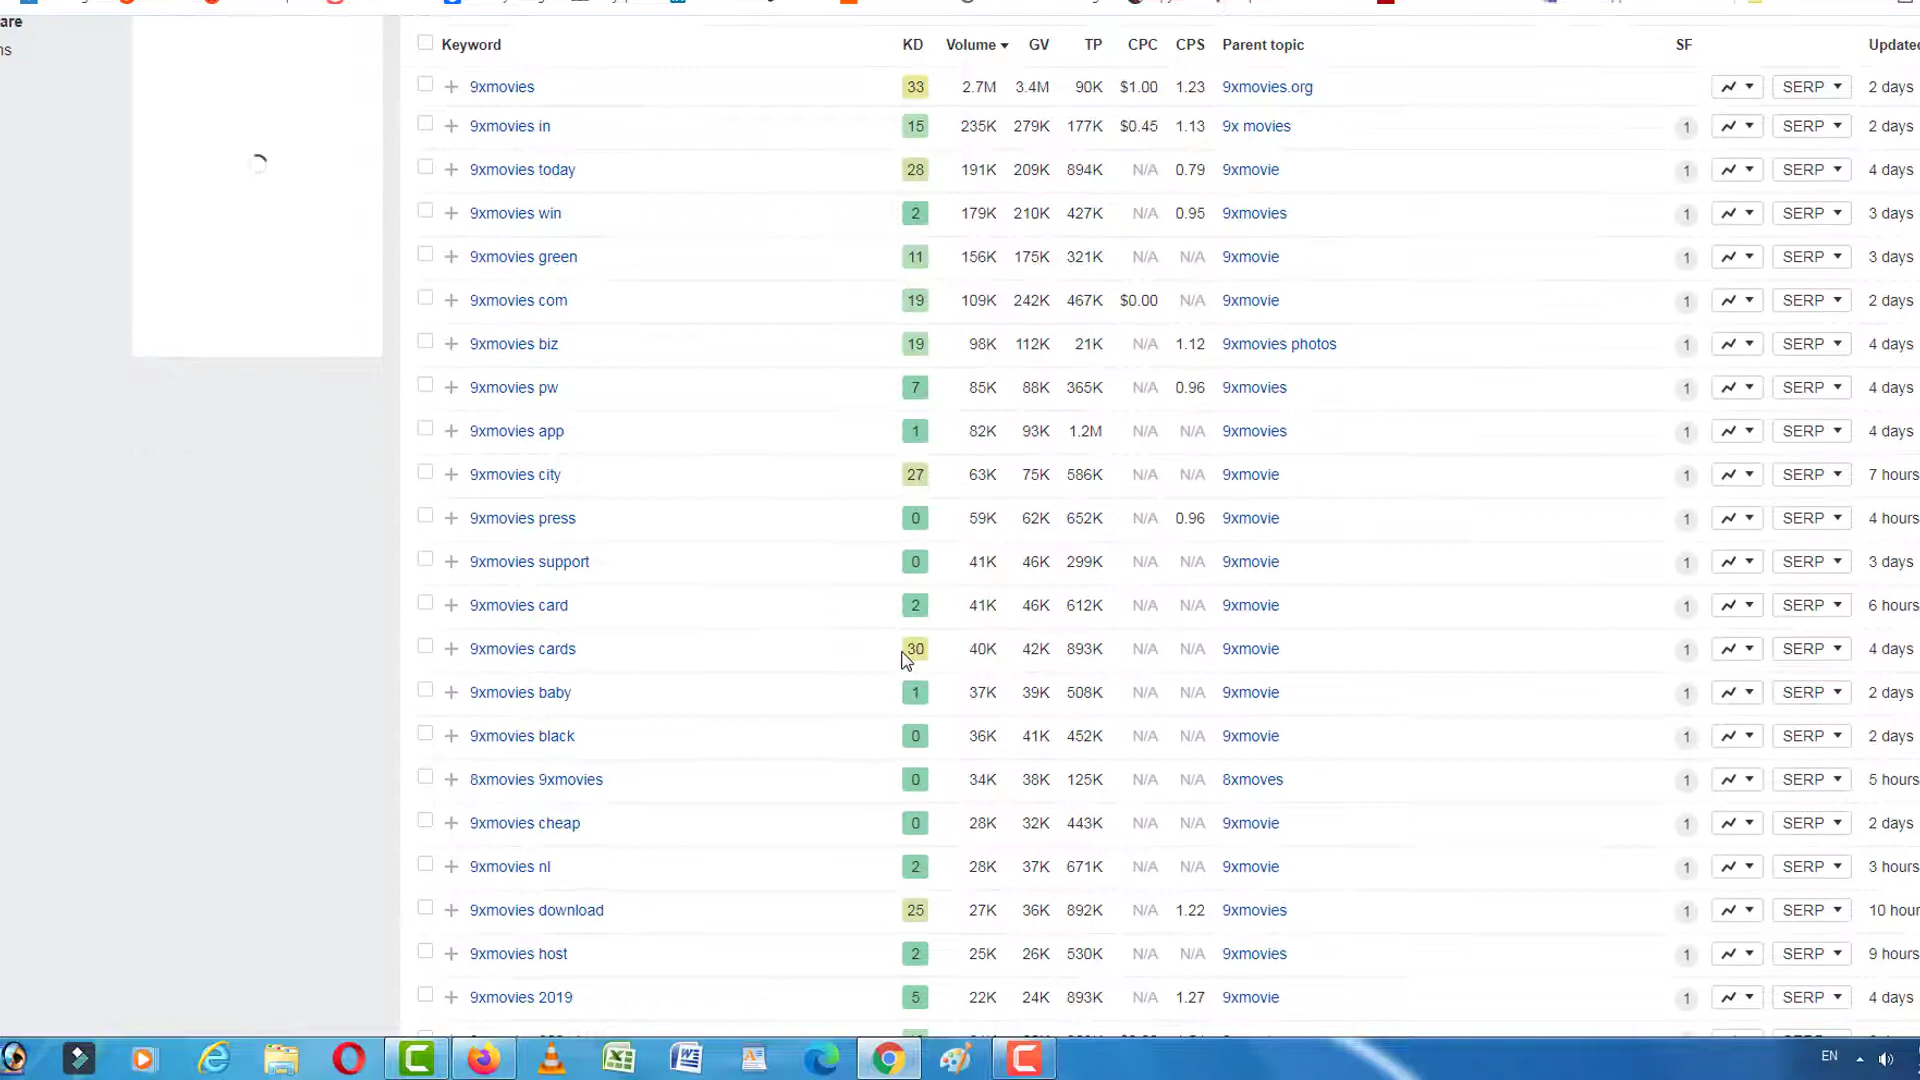 are
ns
Keyword KD Volume GV TP CPC CPS Parent topic SF Updated
9xmovies 33 2.7M 3.4M 90K $1.00 1.23 9xmovies.org SERP 2 days
9xmovies in 15 235K 279K 177K $0.45 1.13 9x movies 1 SERP 2 days
9xmovies today 28 191K 209K 894K N/A 0.79 9xmovie 1 SERP 4 days
9xmovies win 2 179K 210K 427K N/A 0.95 9xmovies 1 SERP 3 days
9xmovies green 11 156K 175K 321K N/A N/A 9xmovie 1 SERP 3 days
9xmovies com 19 109K 242K 467K $0.00 N/A 9xmovie 1 SERP 2 days
9xmovies biz 19 98K 112K 21K N/A 1.12 9xmovies photos 1 SERP 4 days
9xmovies pw 7 85K 88K 365K N/A 0.96 9xmovies 1 SERP 4 days
9xmovies app 1 82K 93K 1.2M N/A N/A 9xmovies 1 SERP 4 days
9xmovies city 27 63K 75K 586K N/A N/A 9xmovie 1 SERP 7 hours
9xmovies press 0 59K 62K 652K N/A 0.96 9xmovie 1 SERP 4 hours
9xmovies support 0 41K 46K 299K N/A N/A 9xmovie 1 SERP 3 days
9xmovies card 2 41K 46K 612K N/A N/A 9xmovie 1 SERP 6 hours
9xmovies cards 30 40K 42K 893K N/A N/A 9xmovie 1 SERP 4 days
9xmovies baby 1 37K 39K 508K N/A N/A 9xmovie 1 SERP 2 days
9xmovies black 0 36K 41K 452K N/A N/A 9xmovie 1 SERP 2 days
8xmovies 9xmovies 0 34K 38K 125K N/A N/A 8xmoves 1 SERP 5 hours
9xmovies cheap 0 28K 32K 443K N/A N/A 9xmovie 1 SERP 2 days
9xmovies nl 2 28K 37K 671K N/A N/A 9xmovie 1 SERP 3 hours
9xmovies download 25 27K 36K 892K N/A 1.22 9xmovies 1 SERP 10 hour
9xmovies host 2 25K 26K 530K N/A N/A 9xmovies 1 SERP 9 hours
9xmovies 2019 5 22K 24K 893K N/A 1.27 9xmovie 1 SERP 4 days
EN